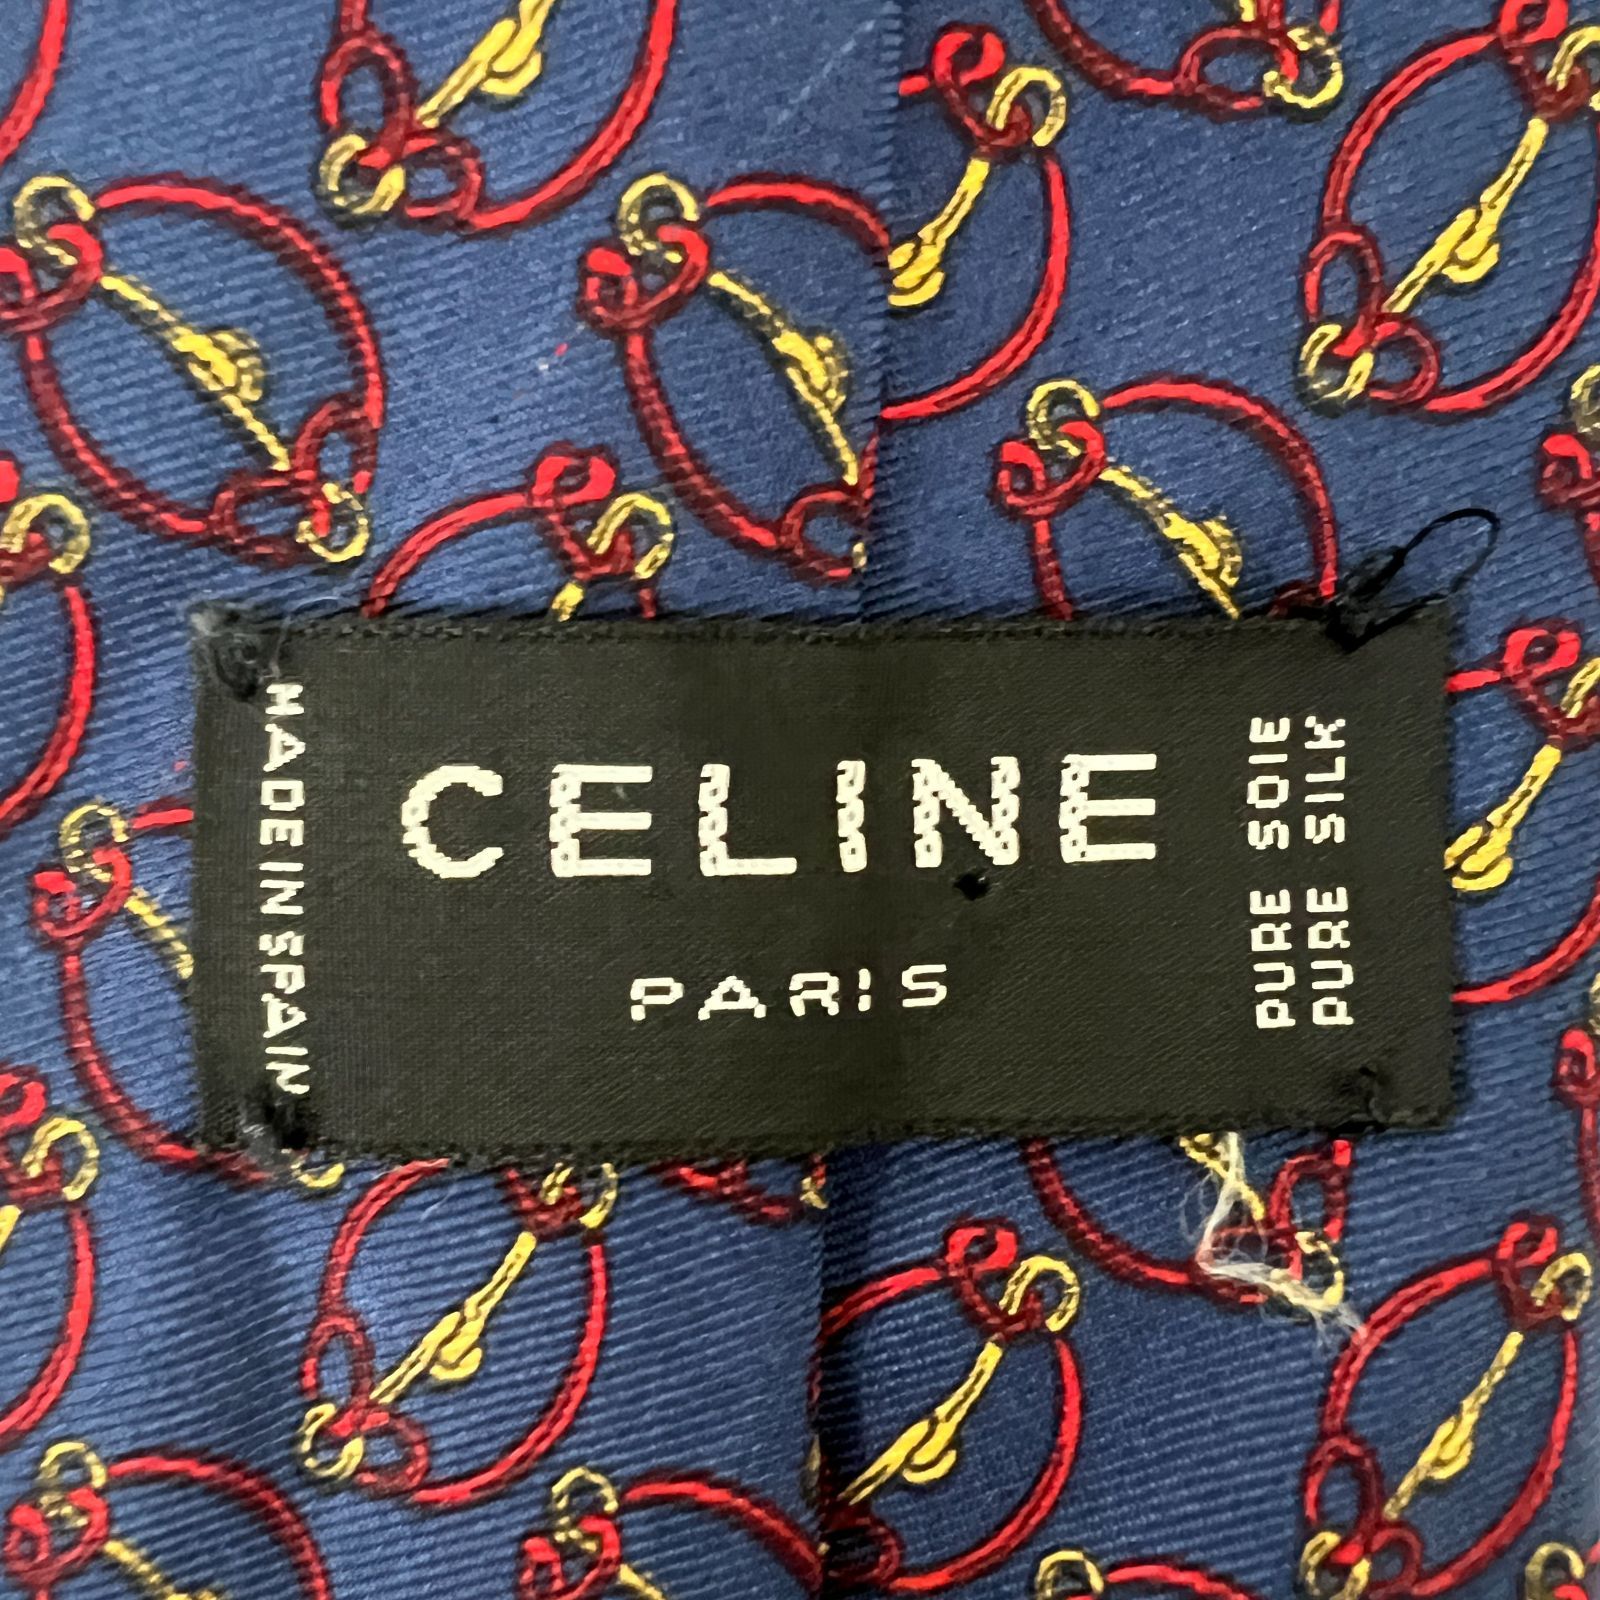 MADE IN SPAIN
CELINE
PARIS
PURE SOIE
PURE SILK